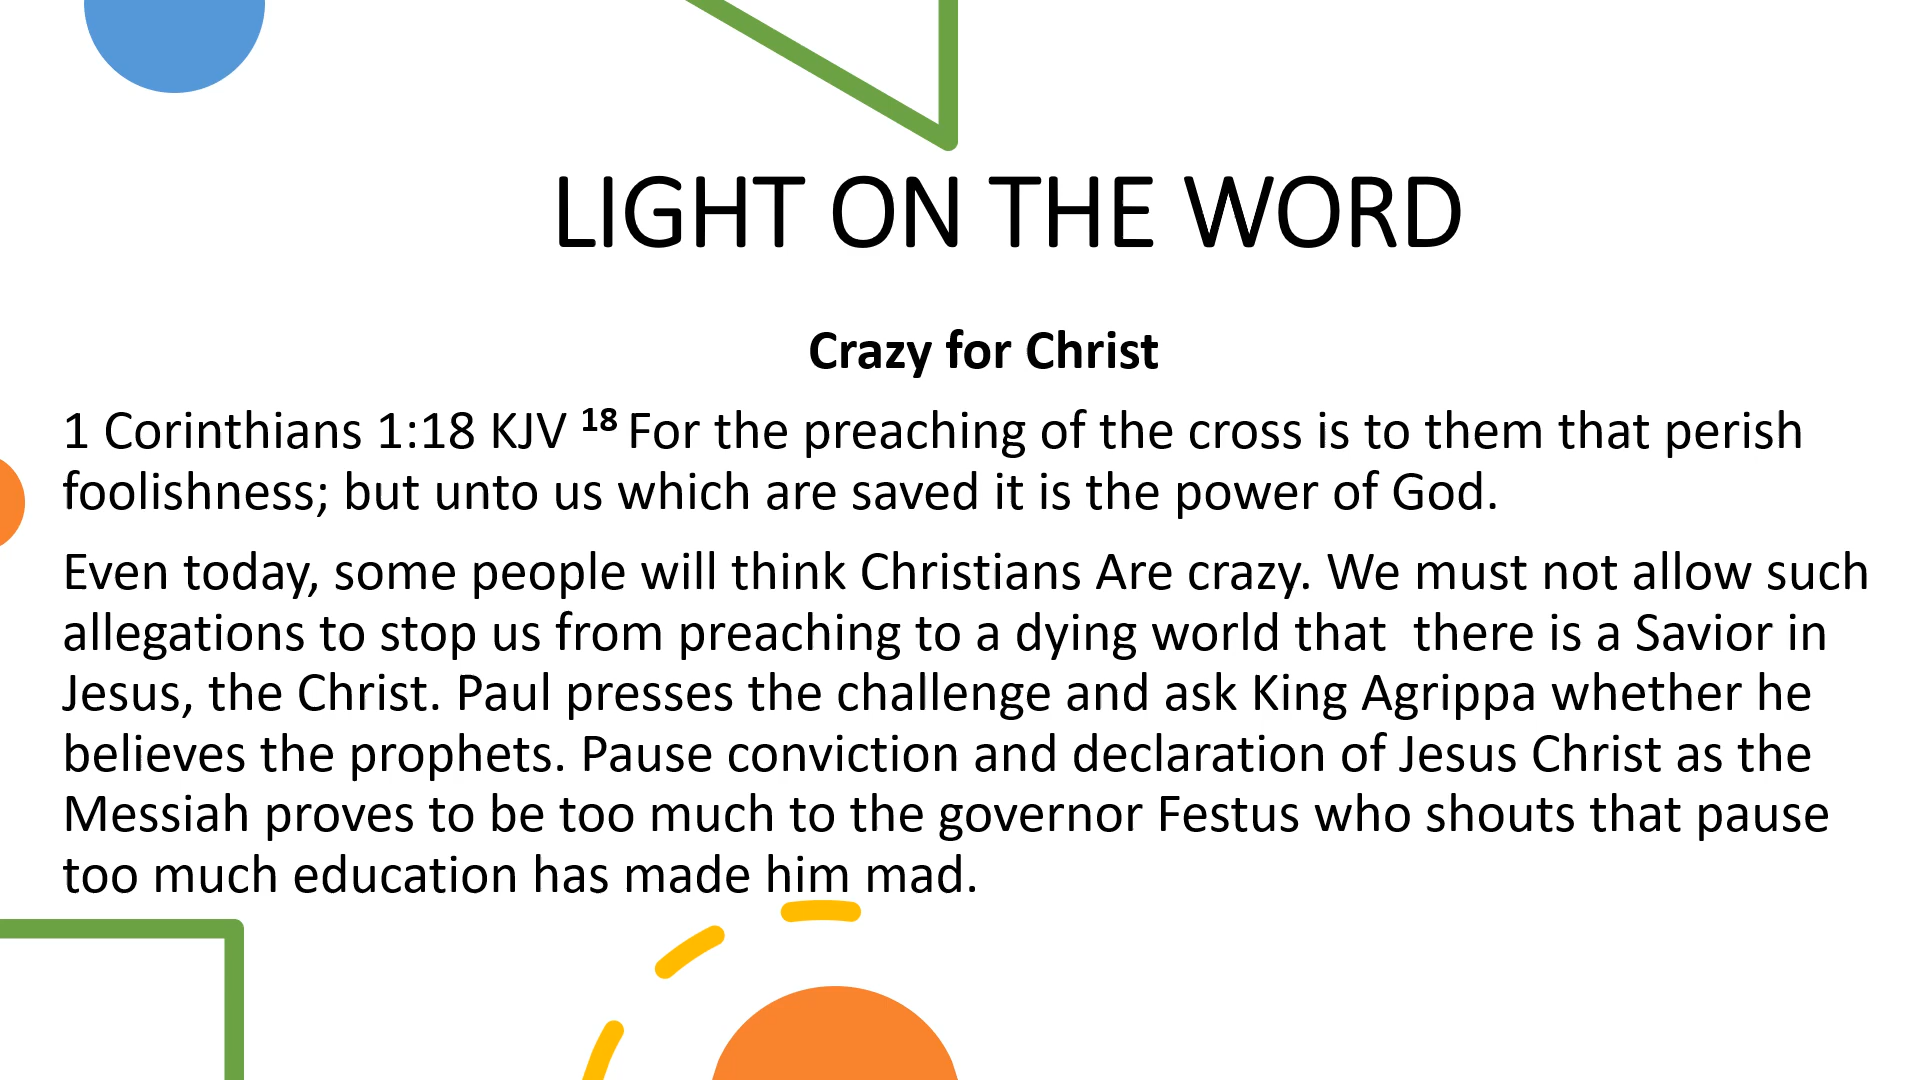 LIGHT ON THE WORD
Crazy for Christ
1 Corinthians 1:18 KJV 18 For the preaching of the cross is to them that perish
foolishness; but unto us which are saved it is the power of God.
Even today, some people will think Christians Are crazy. We must not allow such
allegations to stop us from preaching to a dying world that  there is a Savior in
Jesus, the Christ. Paul presses the challenge and ask King Agrippa whether he
believes the prophets. Pause conviction and declaration of Jesus Christ as the
Messiah proves to be too much to the governor Festus who shouts that pause
too much education has made him mad.